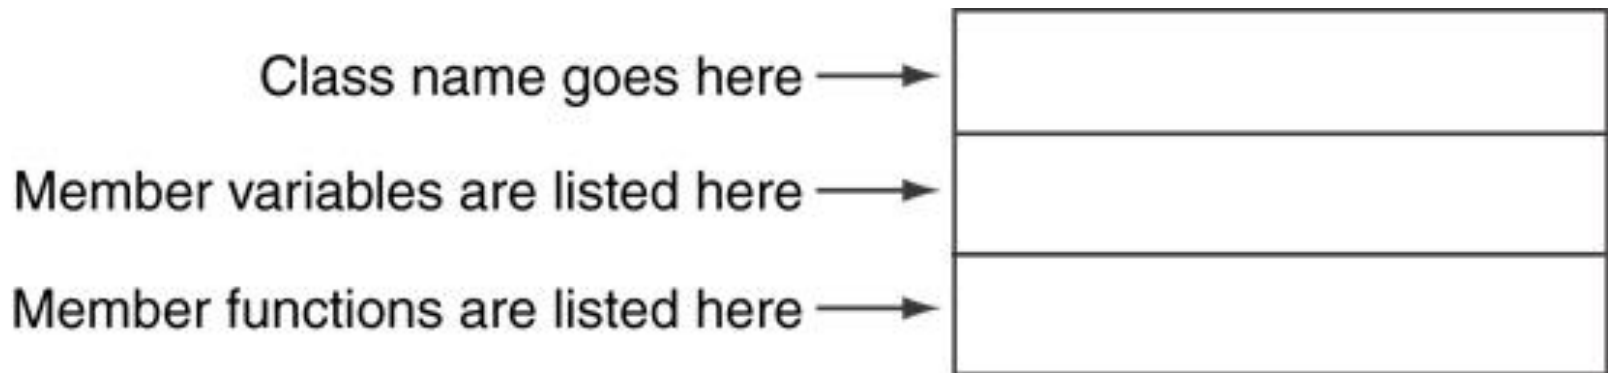 Class name goes here
Member variables are listed here
Member functions are listed here